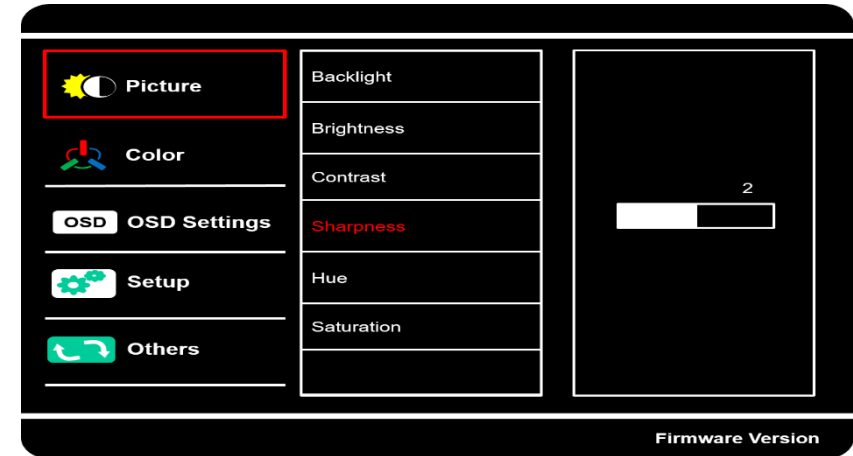 Picture
Color
OSD OSD Settings
Setup
Others
Backlight
Brightness
Contrast
Sharpness
Hue
Saturation
2
Firmware Version